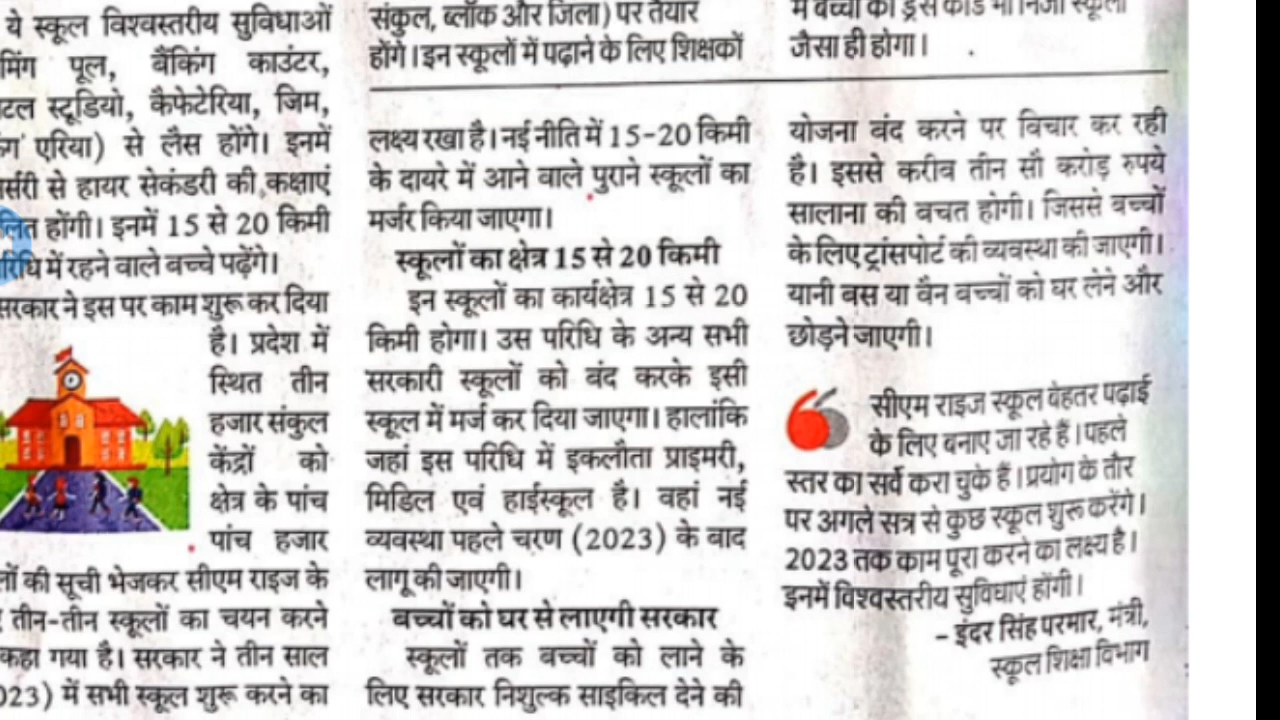 ये स्कूल विश्वस्तरीय सुविधाओं
पूल, बैंकिंग काउंटर,
स्टूडियो, कैफेटेरिया, जिम,
एरिया) से लैस होंगे। इनमें
से हायर सेकंडरी की कक्षाएं
होंगी। इनमें 15 से 20 किमी
में रहने वाले बच्चे पढ़ेंगे।
सरकार ने इस पर काम शुरू कर दिया
है। प्रदेश में
स्थित तीन
हजार संकुल
केंद्रों को
क्षेत्र के पांच
पांच हजार
की सूची भेजकर सीएम राइज के
तीन-तीन स्कूलों का चयन करने
कहा गया है। सरकार ने तीन साल
में सभी स्कूल शुरू करने का
संकुल, ब्लॉक और जिला) पर तैयार
होंगे। इन स्कूलों में पढ़ाने के लिए शिक्षकों
लक्ष्य रखा है। नई नीति में 15-20 किमी
के दायरे में आने वाले पुराने स्कूलों का
मर्जर किया जाएगा।
स्कूलों का क्षेत्र 15 से 20 किमी
इन स्कूलों का कार्यक्षेत्र 15 से 20
किमी होगा। उस परिधि के अन्य सभी
सरकारी स्कूलों को बंद करके इसी
स्कूल में मर्ज कर दिया जाएगा। हालांकि
जहां इस परिधि में इकलौता प्राइमरी,
मिडिल एवं हाईस्कूल है। वहां नई
व्यवस्था पहले चरण (2023) के बाद
लागू की जाएगी।
बच्चों को घर से लाएगी सरकार
स्कूलों तक बच्चों को लाने के
लिए सरकार निशुल्क साइकिल देने की
में बच्चों का ड्रेस कोड भी निजी स्कूलों
जैसा ही होगा।
योजना बंद करने पर विचार कर रही
है। इससे करीब तीन सौ करोड़ रुपये
सालाना की बचत होगी। जिससे बच्चों
के लिए ट्रांसपोर्ट की व्यवस्था की जाएगी।
यानी बस या वैन बच्चों को घर लेने और
छोड़ने जाएगी।
सीएम राइज स्कूल बेहतर पढ़ाई
के लिए बनाए जा रहे हैं। पहले
स्तर का सर्वे करा चुके हैं। प्रयोग के तौर
पर अगले सत्र से कुछ स्कूल शुरू करेंगे।
2023 तक काम पूरा करने का लक्ष्य है।
इनमें विश्वस्तरीय सुविधाएं होंगी।
- इंदर सिंह परमार, मंत्री,
स्कूल शिक्षा विभाग